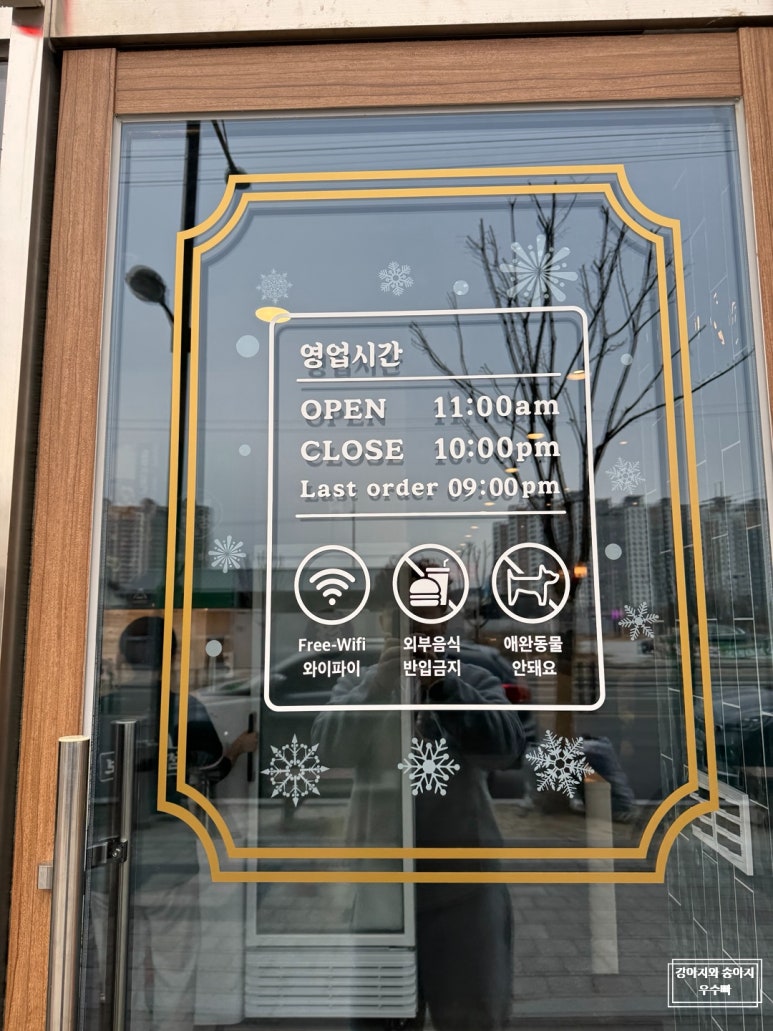 영업시간
OPEN 11:00am
CLOSE 10:00pm
Last order 09:00pm
Free-Wifi 외부음식 애완동물
와이파이 반입금지 안돼요
강아지와 송아지
우수빠